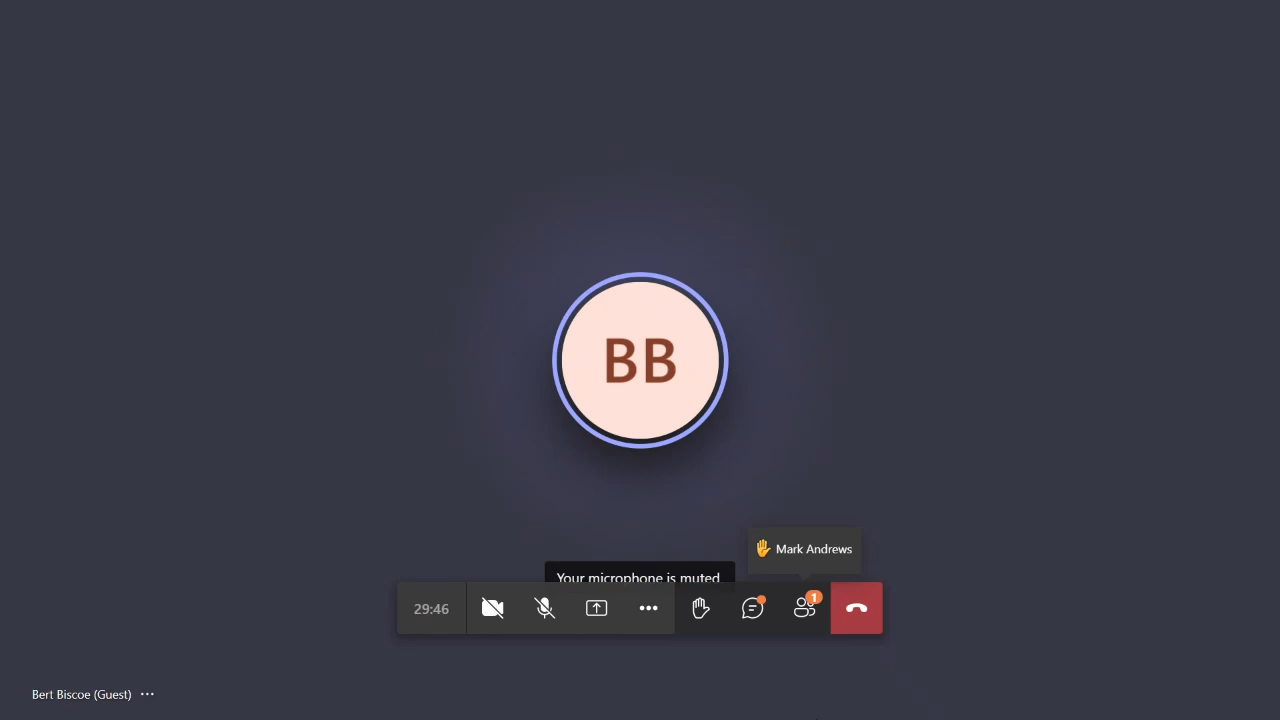 BB
Mark Andrews
Your microphone is muted
29:46
1
Bert Biscoe (Guest)